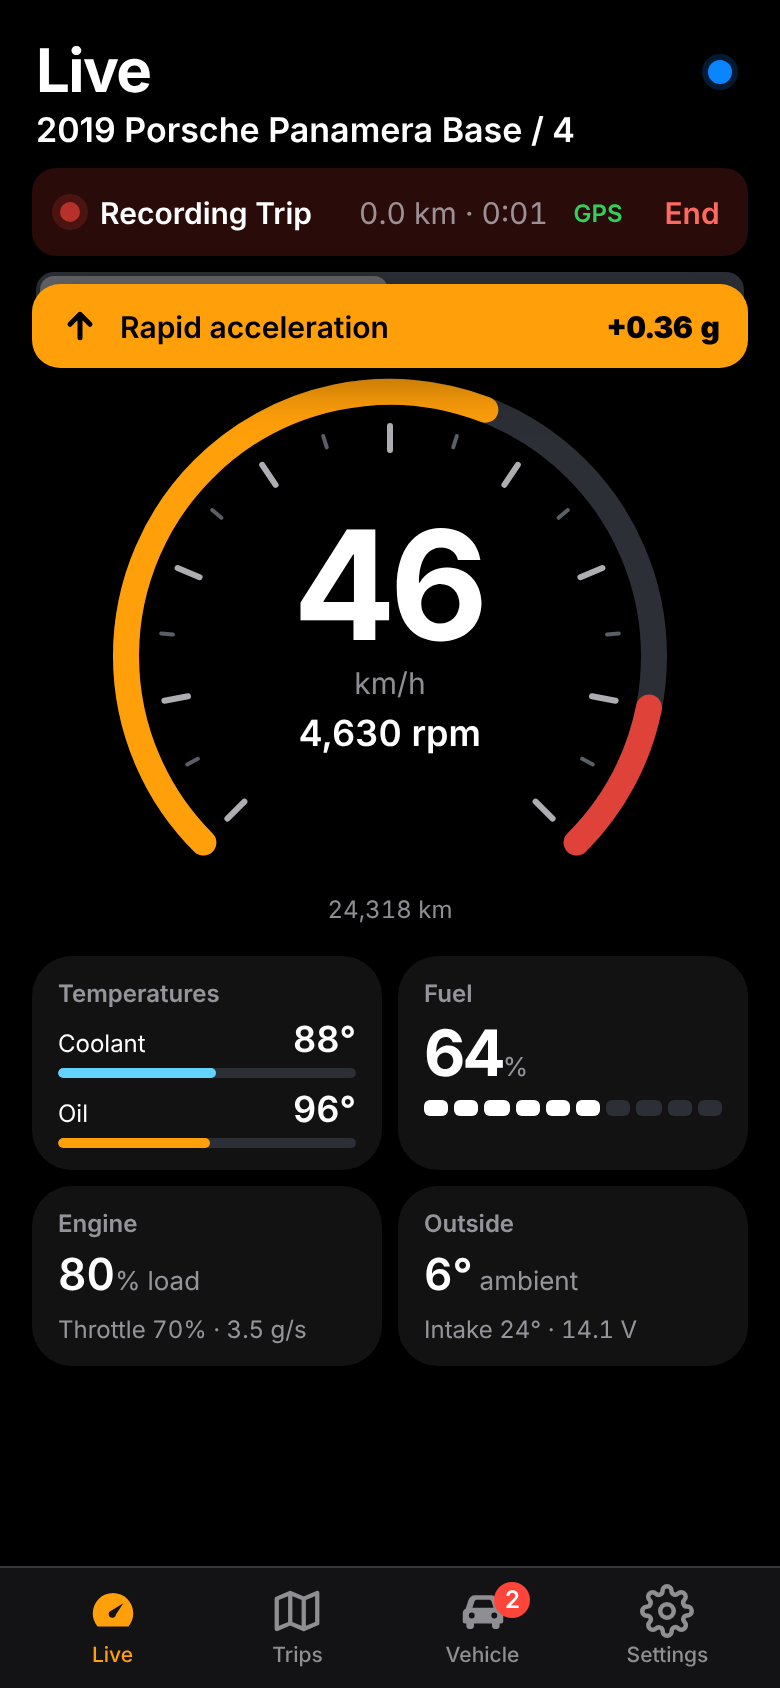 Live
2019 Porsche Panamera Base / 4
Recording Trip 0.0 km · 0:01 GPS End
Rapid acceleration +0.36 g
46
km/h
4,630 rpm
24,318 km
Temperatures
Coolant 88°
Oil 96°
Fuel
64%
Engine
80% load
Throttle 70% · 3.5 g/s
Outside
6° ambient
Intake 24° · 14.1 V
2
Live Trips Vehicle Settings